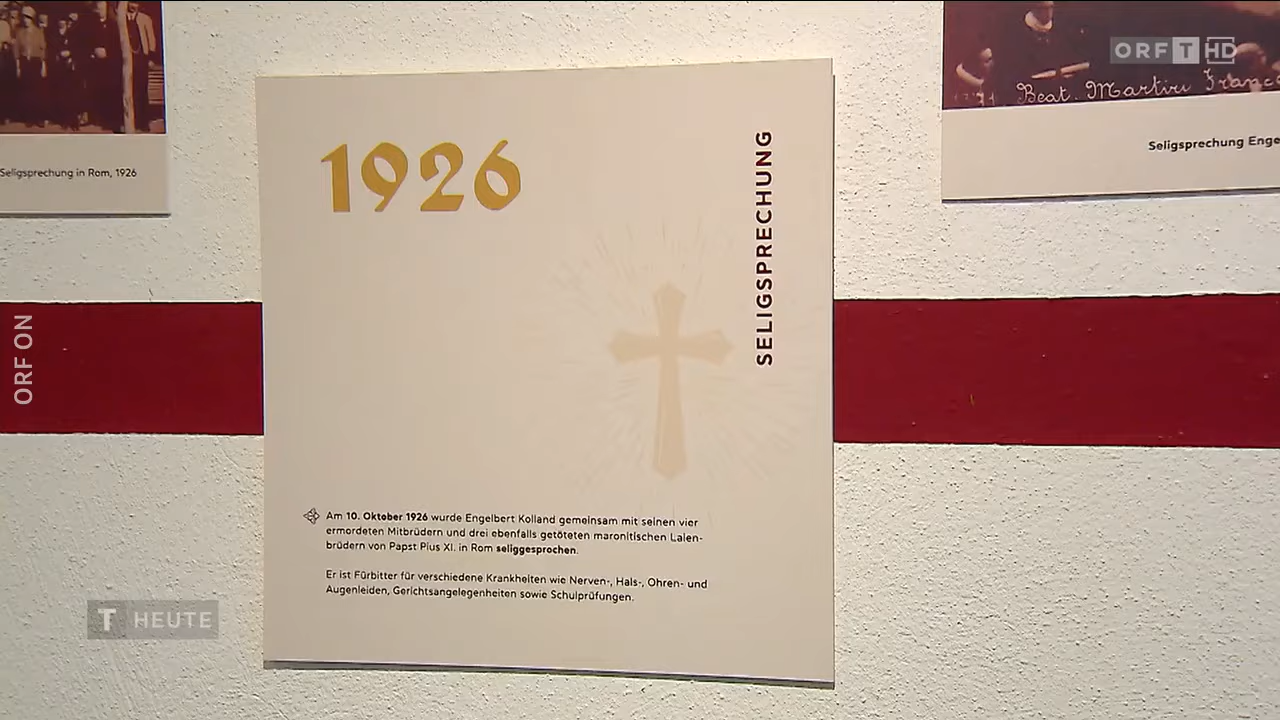 ORF T HD
Beat. Martiri Franc
Seligsprechung Enge
Seligsprechung in Rom, 1926
1926
SELIGSPRECHUNG
ORF ON
Am 10. Oktober 1926 wurde Engelbert Kolland gemeinsam mit seinen vier
ermordeten Mitbrüdern und drei ebenfalls getöteten maronitischen Laien-
brüdern von Papst Pius XI. in Rom seliggesprochen.
Er ist Fürbitter für verschiedene Krankheiten wie Nerven-, Hals-, Ohren- und
Augenleiden, Gerichtsangelegenheiten sowie Schulprüfungen.
T HEUTE